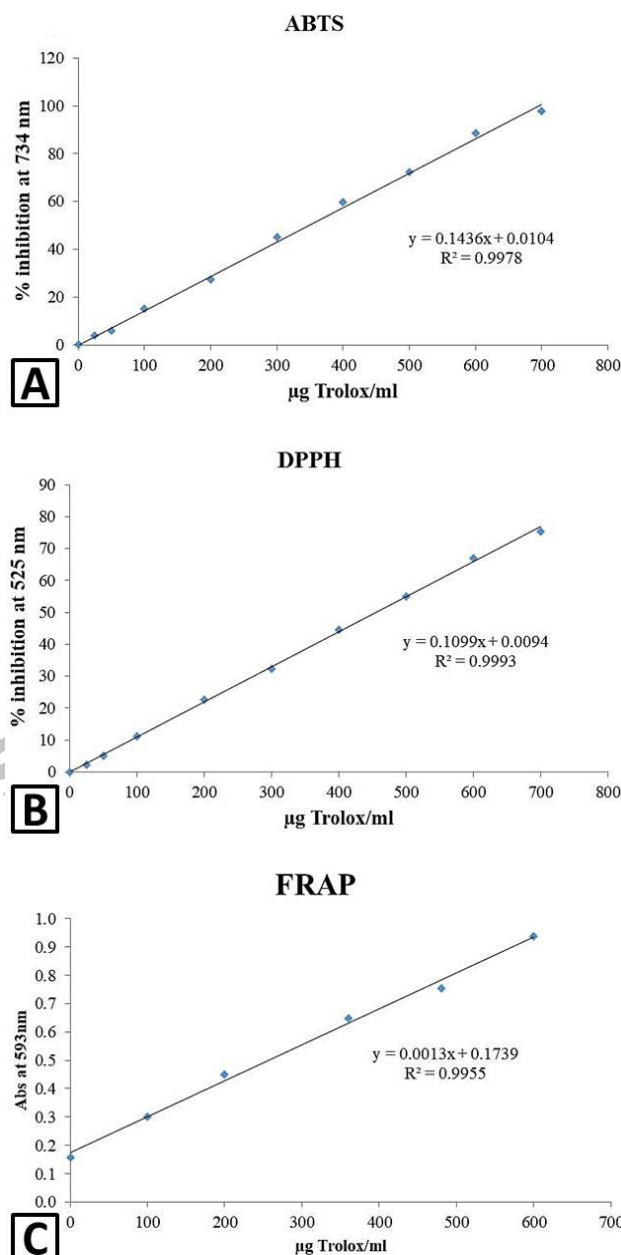 ABTS
120
100
80
60
40
20
0
% inhibition at 734 nm
y = 0.1436x + 0.0104
R² = 0.9978
0 100 200 300 400 500 600 700 800
A
µg Trolox/ml
DPPH
90
80
70
60
50
40
30
20
10
0
% inhibition at 525 nm
y = 0.1099x + 0.0094
R² = 0.9993
0 100 200 300 400 500 600 700 800
B
µg Trolox/ml
FRAP
1.0
0.9
0.8
0.7
0.6
0.5
0.4
0.3
0.2
0.1
0.0
Abs at 593nm
y = 0.0013x + 0.1739
R² = 0.9955
0 100 200 300 400 500 600 700
C
µg Trolox/ml